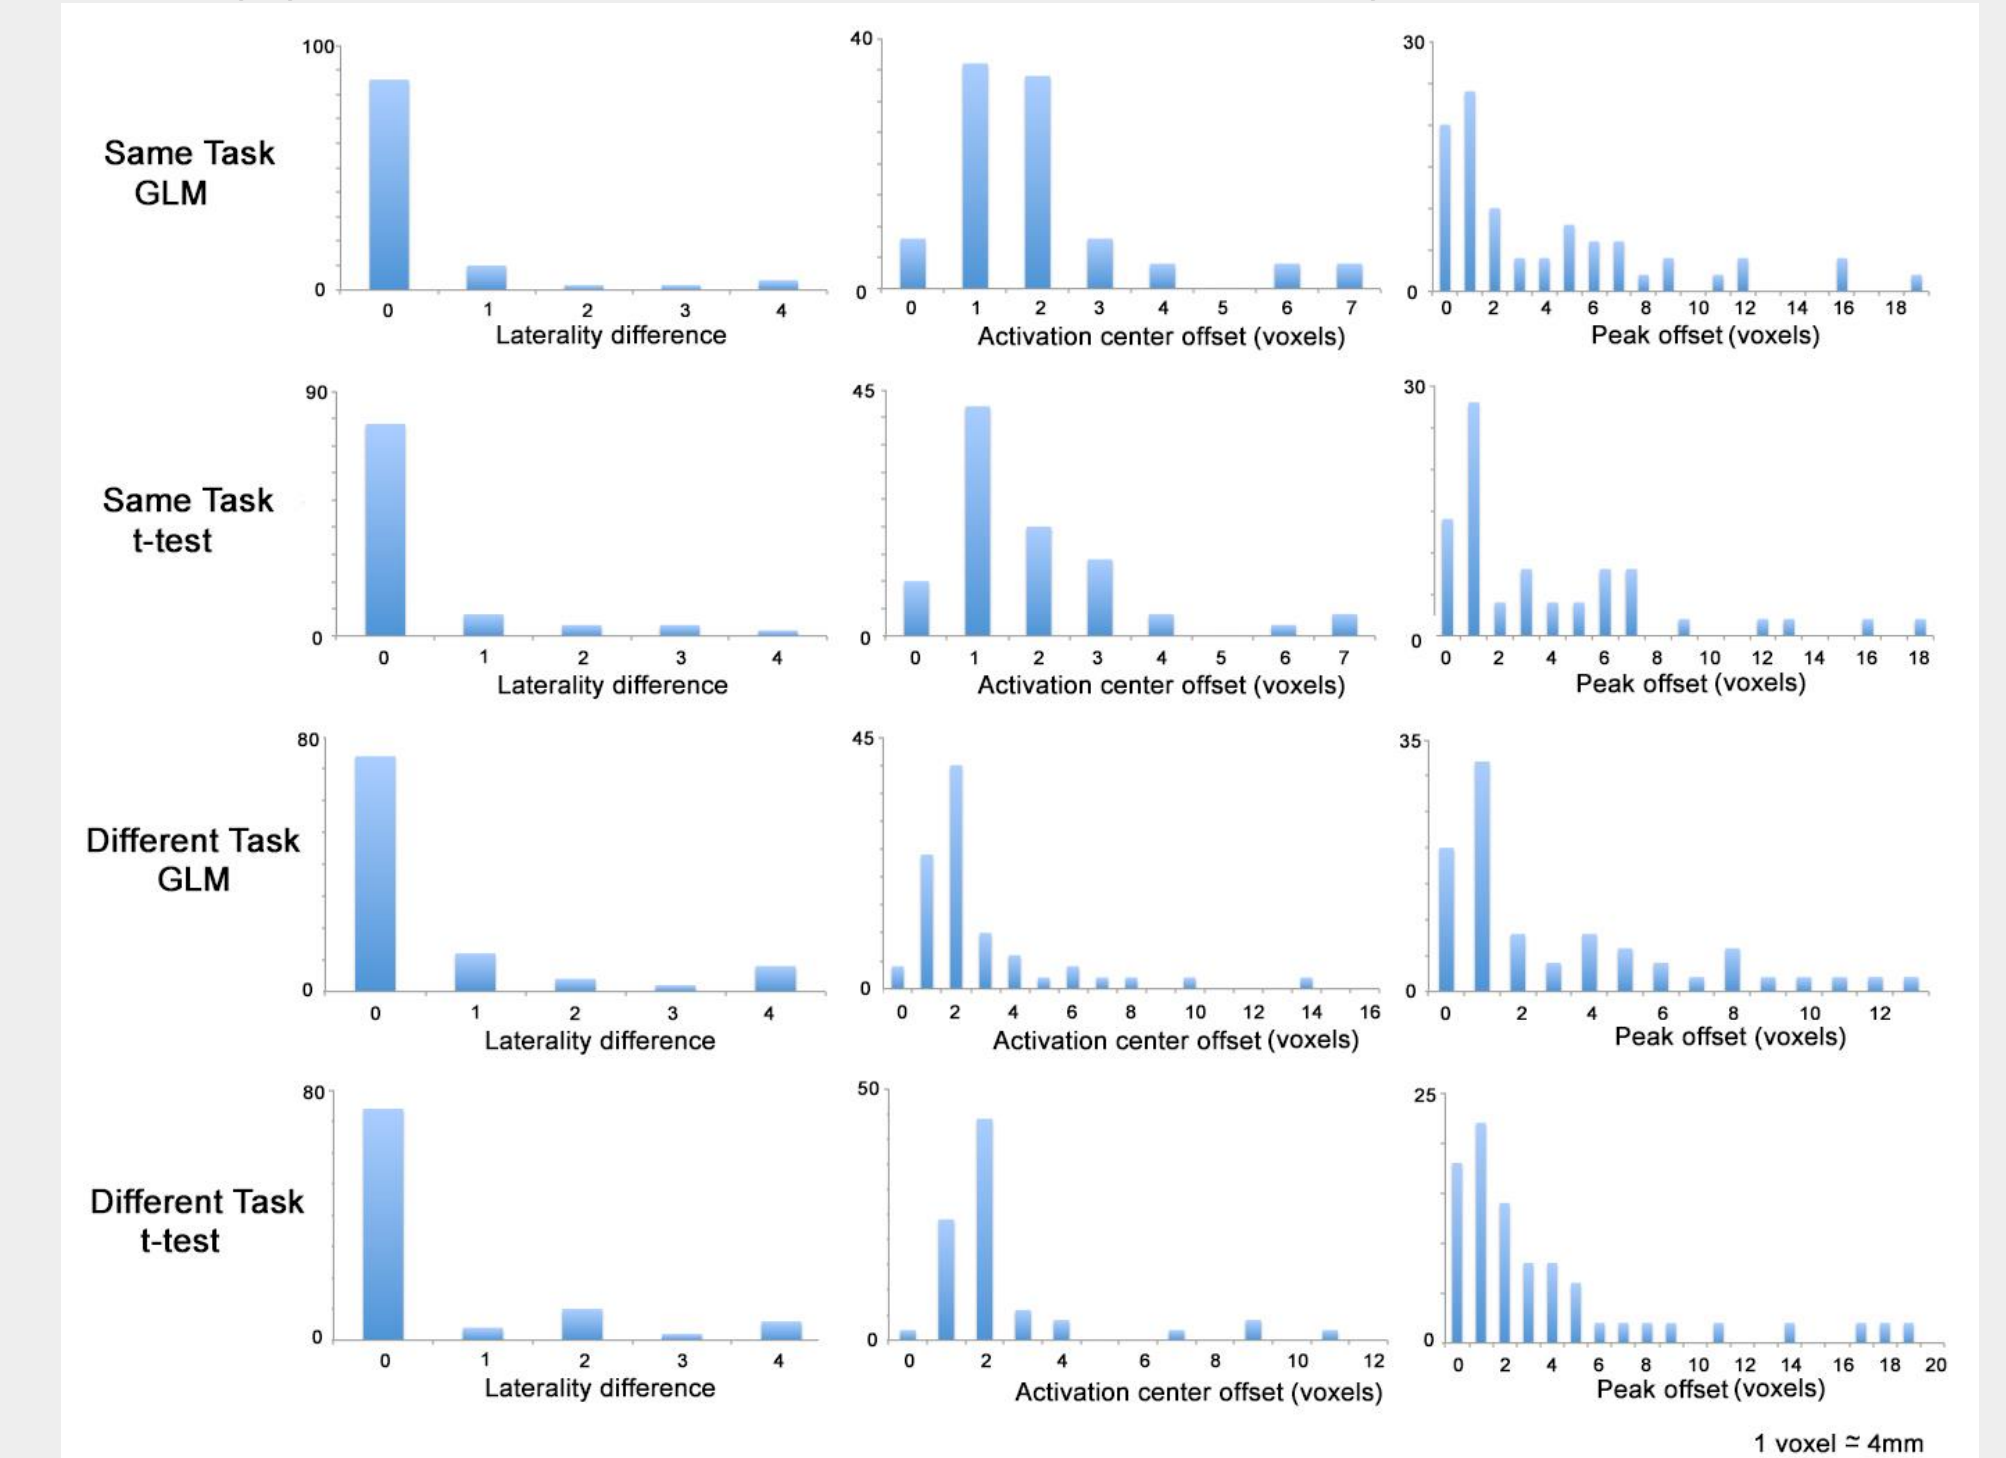 Same Task
GLM
100
0
0 1 2 3 4
Laterality difference
40
0
0 1 2 3 4 5 6 7
Activation center offset (voxels)
30
0
0 2 4 6 8 10 12 14 16 18
Peak offset (voxels)
Same Task
t-test
90
0
0 1 2 3 4
Laterality difference
45
0
0 1 2 3 4 5 6 7
Activation center offset (voxels)
30
0
0 2 4 6 8 10 12 14 16 18
Peak offset (voxels)
Different Task
GLM
80
0
0 1 2 3 4
Laterality difference
45
0
0 2 4 6 8 10 12 14 16
Activation center offset (voxels)
35
0
0 2 4 6 8 10 12
Peak offset (voxels)
Different Task
t-test
80
0
0 1 2 3 4
Laterality difference
50
0
0 2 4 6 8 10 12
Activation center offset (voxels)
25
0
0 2 4 6 8 10 12 14 16 18 20
Peak offset (voxels)
1 voxel ≃ 4mm